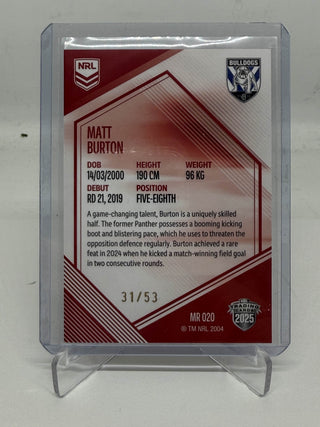 NRL
BULLDOGS
MATT
BURTON
DOB HEIGHT WEIGHT
14/03/2000 190 CM 96 KG
DEBUT POSITION
RD 21, 2019 FIVE-EIGHTH
A game-changing talent, Burton is a uniquely skilled
half. The former Panther possesses a booming kicking
boot and blistering pace, which he uses to threaten the
opposition defence regularly. Burton achieved a rare
feat in 2024 when he kicked a match-winning field goal
in two consecutive rounds.
31/53
MR 020
® TM NRL 2004
TRADING
CARDS
2025